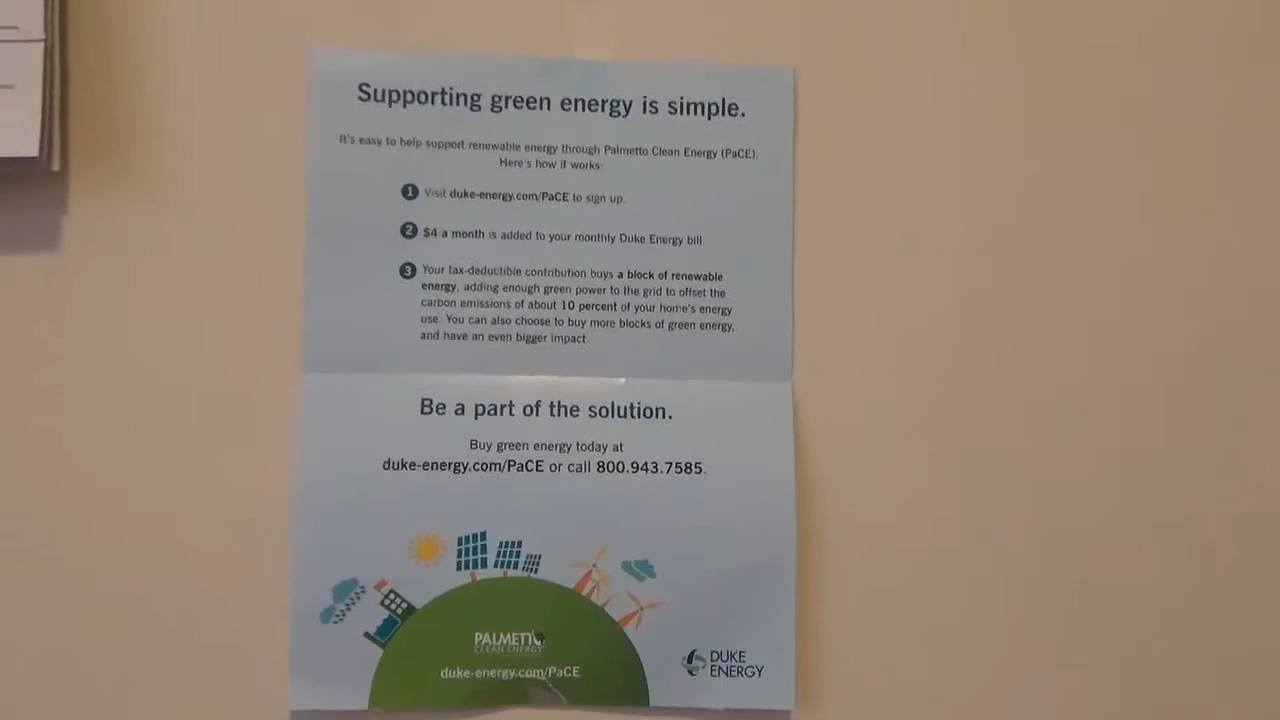 Supporting green energy is simple.
It's easy to help support renewable energy through Palmetto Clean Energy (PaCE).
Here's how it works:
1 Visit duke-energy.com/PaCE to sign up.
2 $4 a month is added to your monthly Duke Energy bill.
3 Your tax-deductible contribution buys a block of renewable
energy, adding enough green power to the grid to offset the
carbon emissions of about 10 percent of your home's energy
use. You can also choose to buy more blocks of green energy,
and have an even bigger impact.
Be a part of the solution.
Buy green energy today at
duke-energy.com/PaCE or call 800.943.7585.
PALMETTO
CLEAN ENERGY
duke-energy.com/PaCE
DUKE
ENERGY